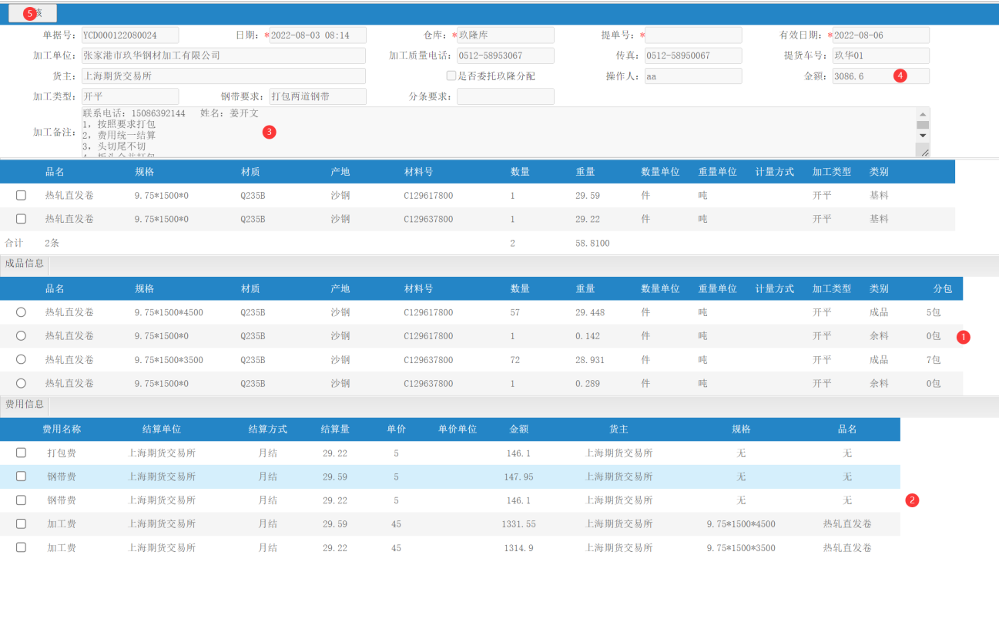 5 核
单据号: YCD000122080024 日期: *2022-08-03 08:14 仓库: *玖隆库 提单号: * 有效日期: *2022-08-06
加工单位: 张家港市玖华钢材加工有限公司 加工质量电话: 0512-58953067 传真: 0512-58950067 提货车号: 玖华01
货主: 上海期货交易所 是否委托玖隆分配 操作人: aa 金额: 3086.6 4
加工类型: 开平 钢带要求: 打包两道钢带 分条要求:
加工备注: 联系电话: 15086392144 姓名: 姜开文
1, 按照要求打包
2, 费用统一结算 3
3, 头切尾不切
品名 规格 材质 产地 材料号 数量 重量 数量单位 重量单位 计量方式 加工类型 类别
热轧直发卷 9.75*1500*0 Q235B 沙钢 C129617800 1 29.59 件 吨 开平 基料
热轧直发卷 9.75*1500*0 Q235B 沙钢 C129637800 1 29.22 件 吨 开平 基料
合计 2条 2 58.8100
成品信息
品名 规格 材质 产地 材料号 数量 重量 数量单位 重量单位 计量方式 加工类型 类别 分包
热轧直发卷 9.75*1500*4500 Q235B 沙钢 C129617800 57 29.448 件 吨 开平 成品 5包
热轧直发卷 9.75*1500*0 Q235B 沙钢 C129617800 1 0.142 件 吨 开平 余料 0包 1
热轧直发卷 9.75*1500*3500 Q235B 沙钢 C129637800 72 28.931 件 吨 开平 成品 7包
热轧直发卷 9.75*1500*0 Q235B 沙钢 C129637800 1 0.289 件 吨 开平 余料 0包
费用信息
费用名称 结算单位 结算方式 结算量 单价 单价单位 金额 货主 规格 品名
打包费 上海期货交易所 月结 29.22 5 146.1 上海期货交易所 无 无
钢带费 上海期货交易所 月结 29.59 5 147.95 上海期货交易所 无 无
钢带费 上海期货交易所 月结 29.22 5 146.1 上海期货交易所 无 无 2
加工费 上海期货交易所 月结 29.59 45 1331.55 上海期货交易所 9.75*1500*4500 热轧直发卷
加工费 上海期货交易所 月结 29.22 45 1314.9 上海期货交易所 9.75*1500*3500 热轧直发卷